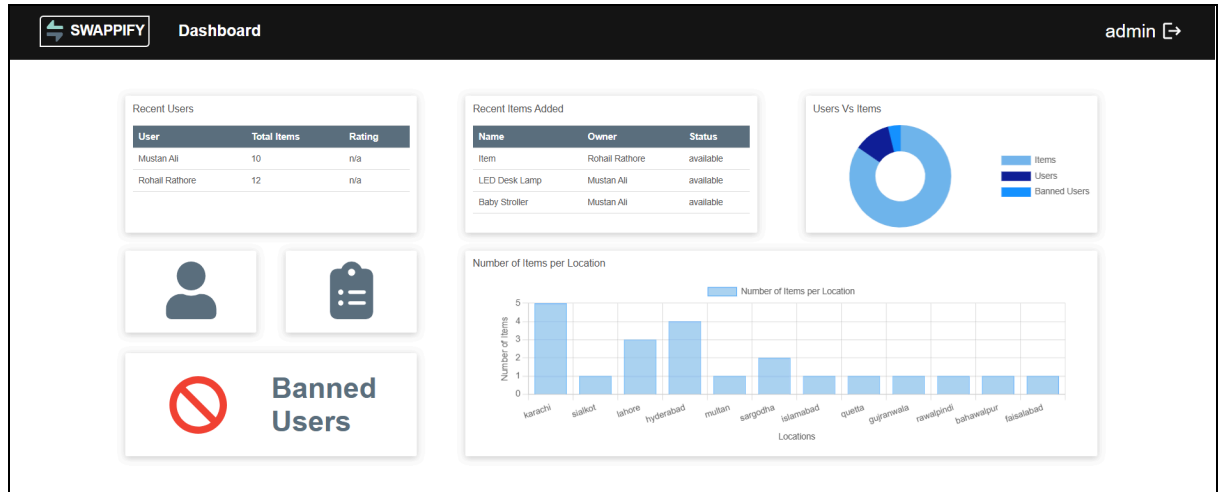 SWAPPIFY Dashboard admin
Recent Users
User Total Items Rating
Mustan Ali 10 n/a
Rohail Rathore 12 n/a
Recent Items Added
Name Owner Status
Item Rohail Rathore available
LED Desk Lamp Mustan Ali available
Baby Stroller Mustan Ali available
Users Vs Items
Items
Users
Banned Users
Banned
Users
Number of Items per Location
Number of Items per Location
Number of Items
5
4
3
2
1
0
karachi sialkot lahore hyderabad multan sargodha islamabad quetta gujranwala rawalpindi bahawalpur faisalabad
Locations